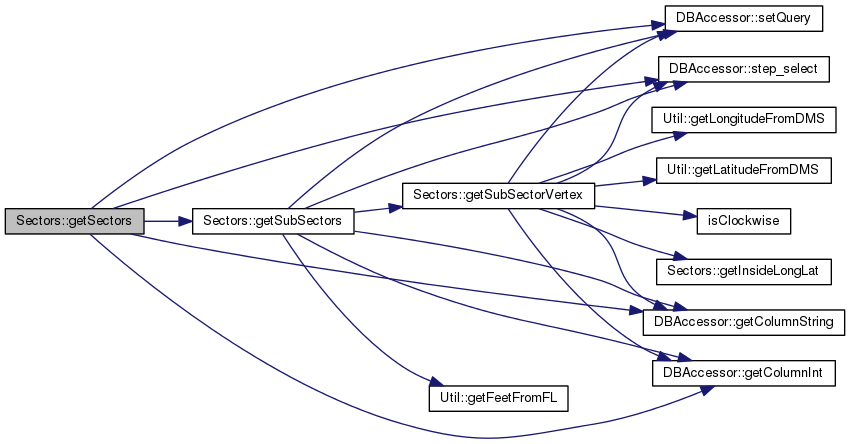 DBAccessor::setQuery
DBAccessor::step_select
Util::getLongitudeFromDMS
Util::getLatitudeFromDMS
Sectors::getSubSectorVertex
Sectors::getSectors
Sectors::getSubSectors
isClockwise
Sectors::getInsideLongLat
DBAccessor::getColumnString
DBAccessor::getColumnInt
Util::getFeetFromFL